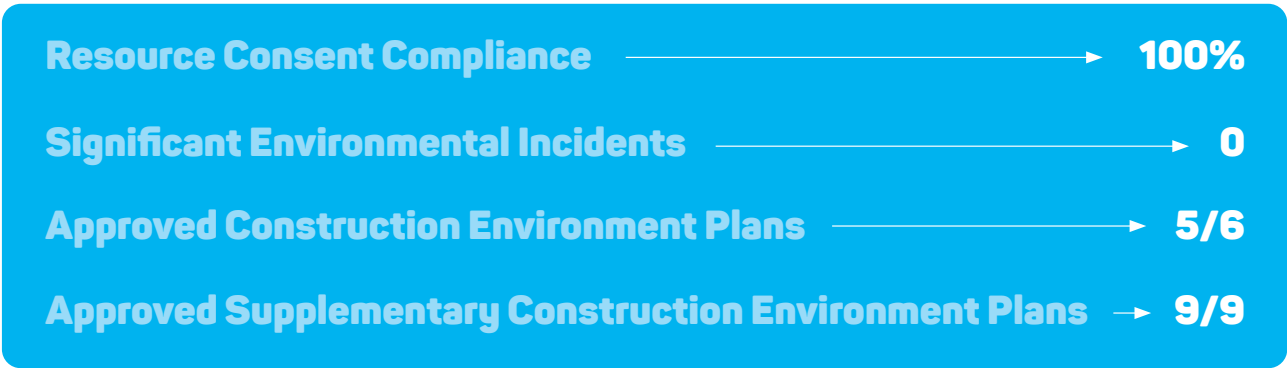 Resource Consent Compliance 100%
Significant Environmental Incidents 0
Approved Construction Environment Plans 5/6
Approved Supplementary Construction Environment Plans 9/9